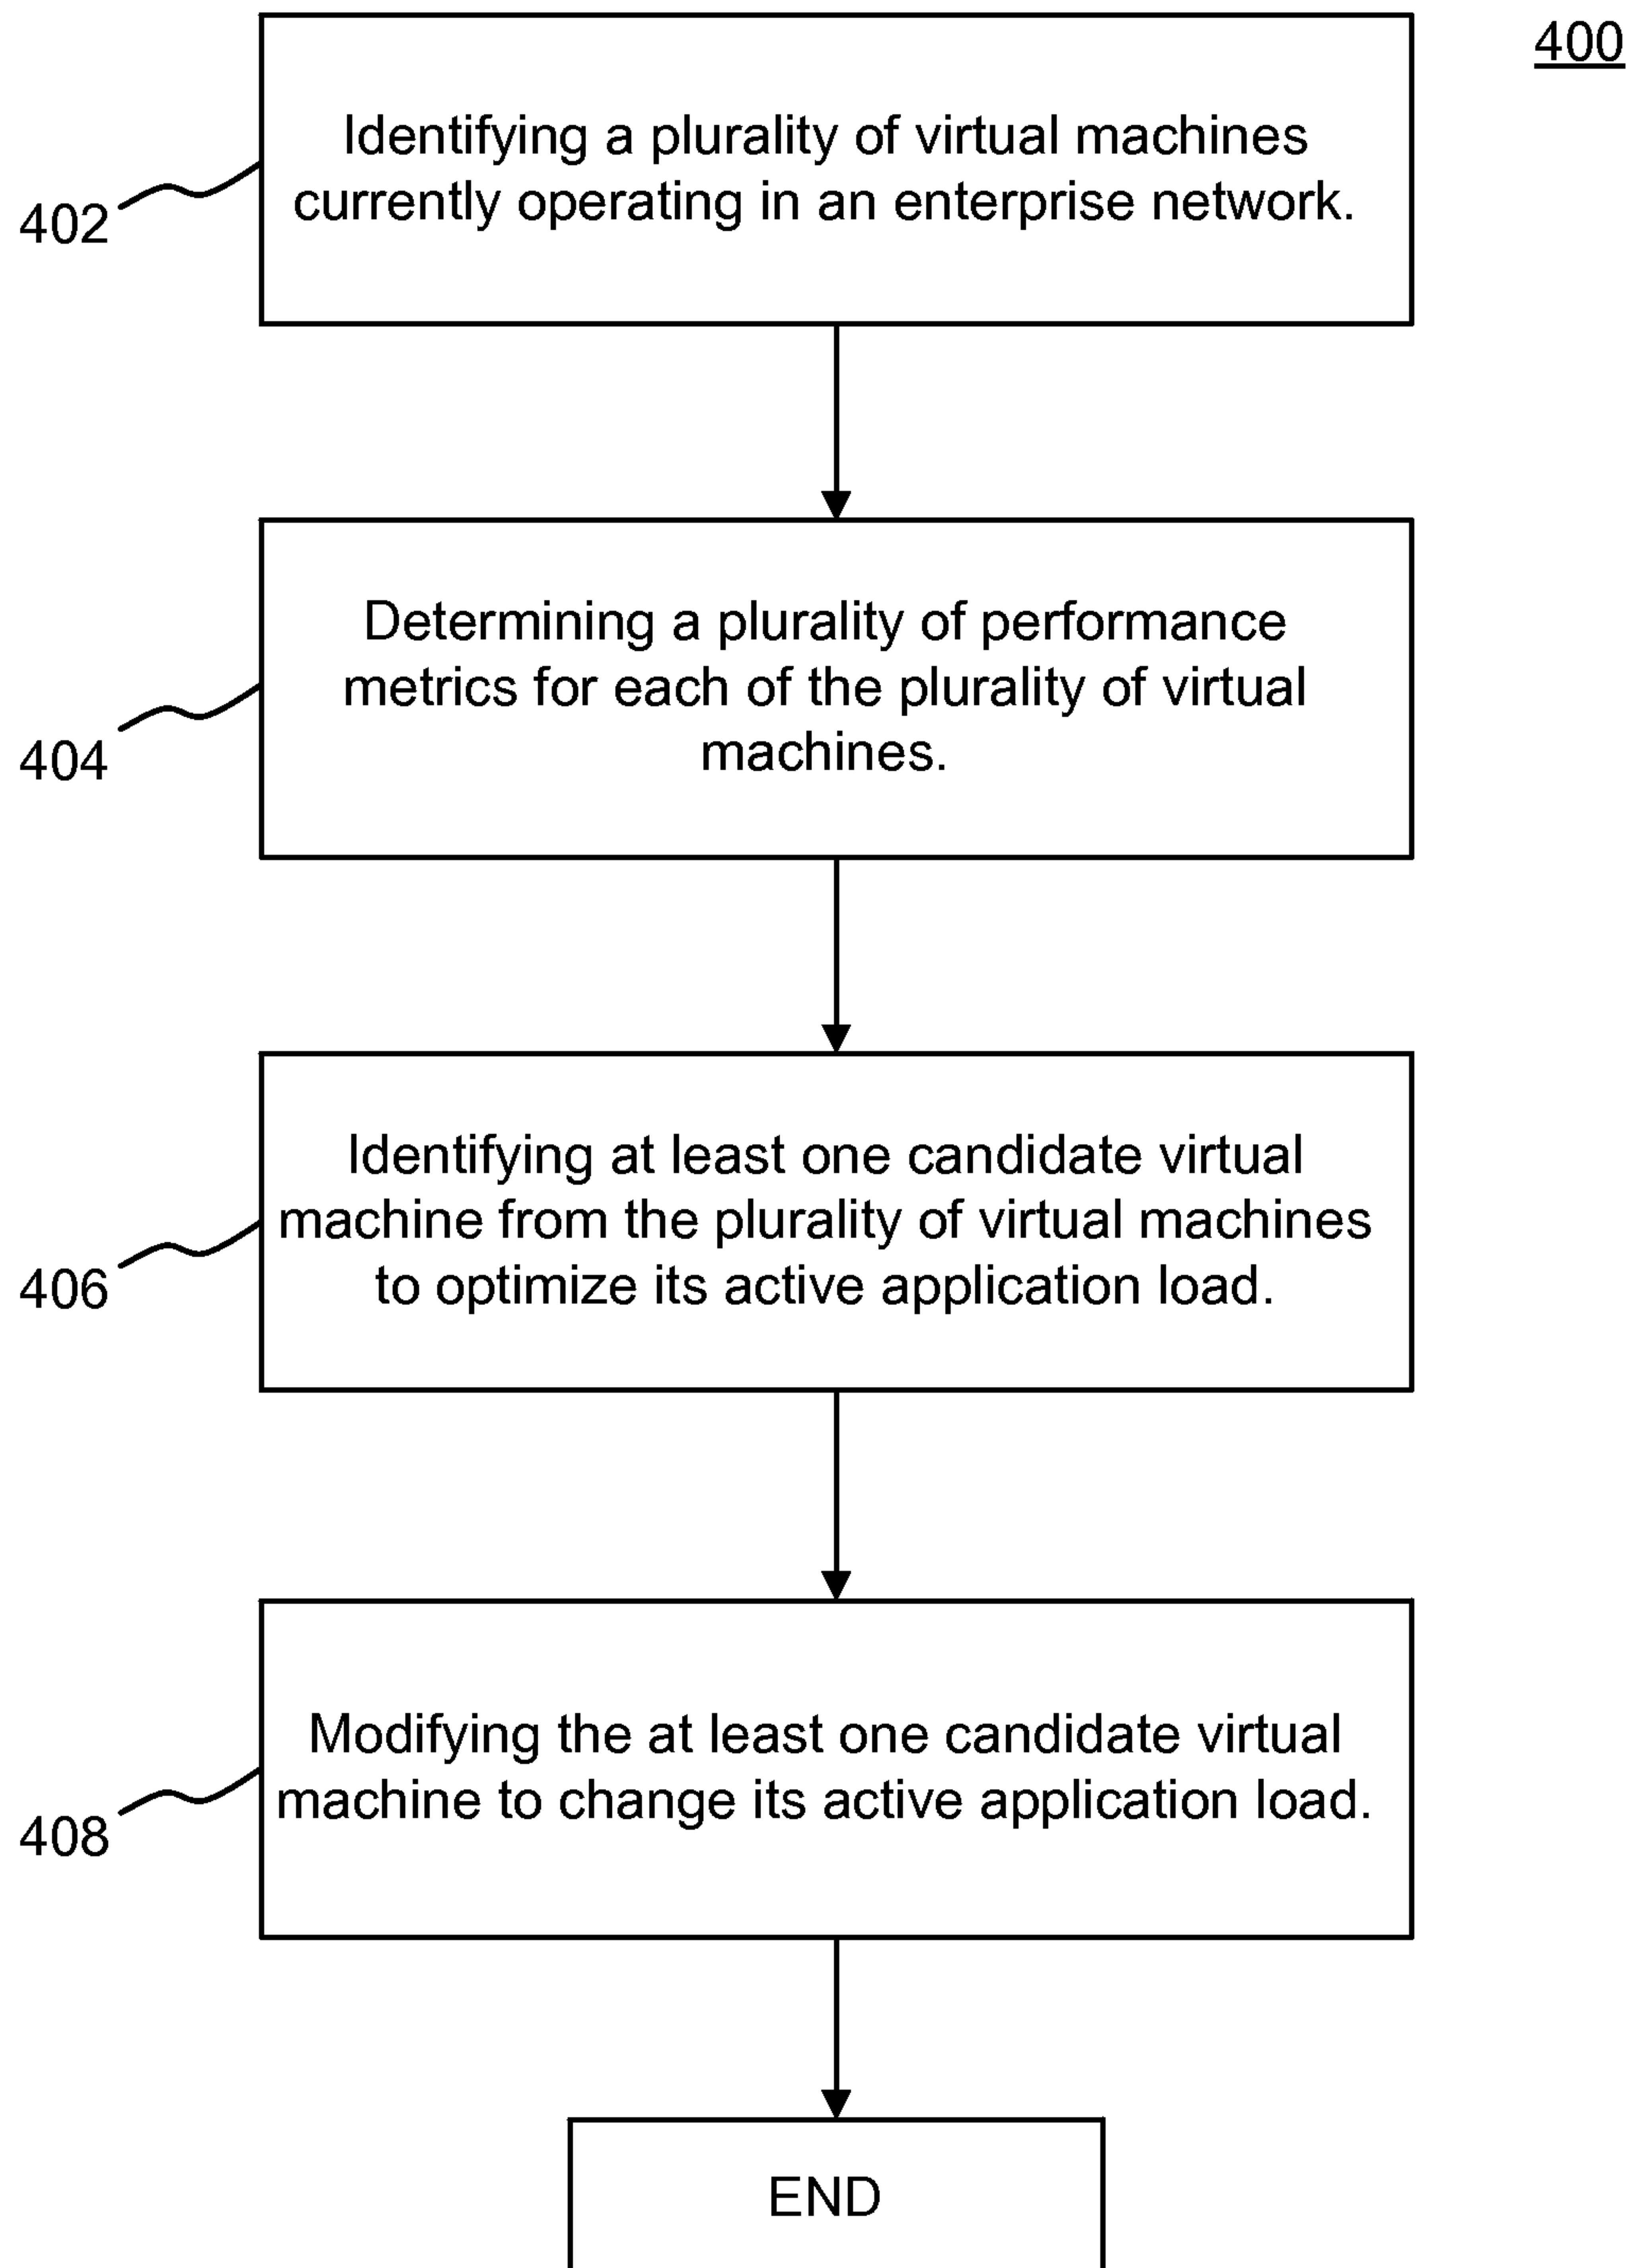 400
Identifying a plurality of virtual machines
currently operating in an enterprise network.
402
Determining a plurality of performance
metrics for each of the plurality of virtual
machines.
404
Identifying at least one candidate virtual
machine from the plurality of virtual machines
to optimize its active application load.
406
Modifying the at least one candidate virtual
machine to change its active application load.
408
END